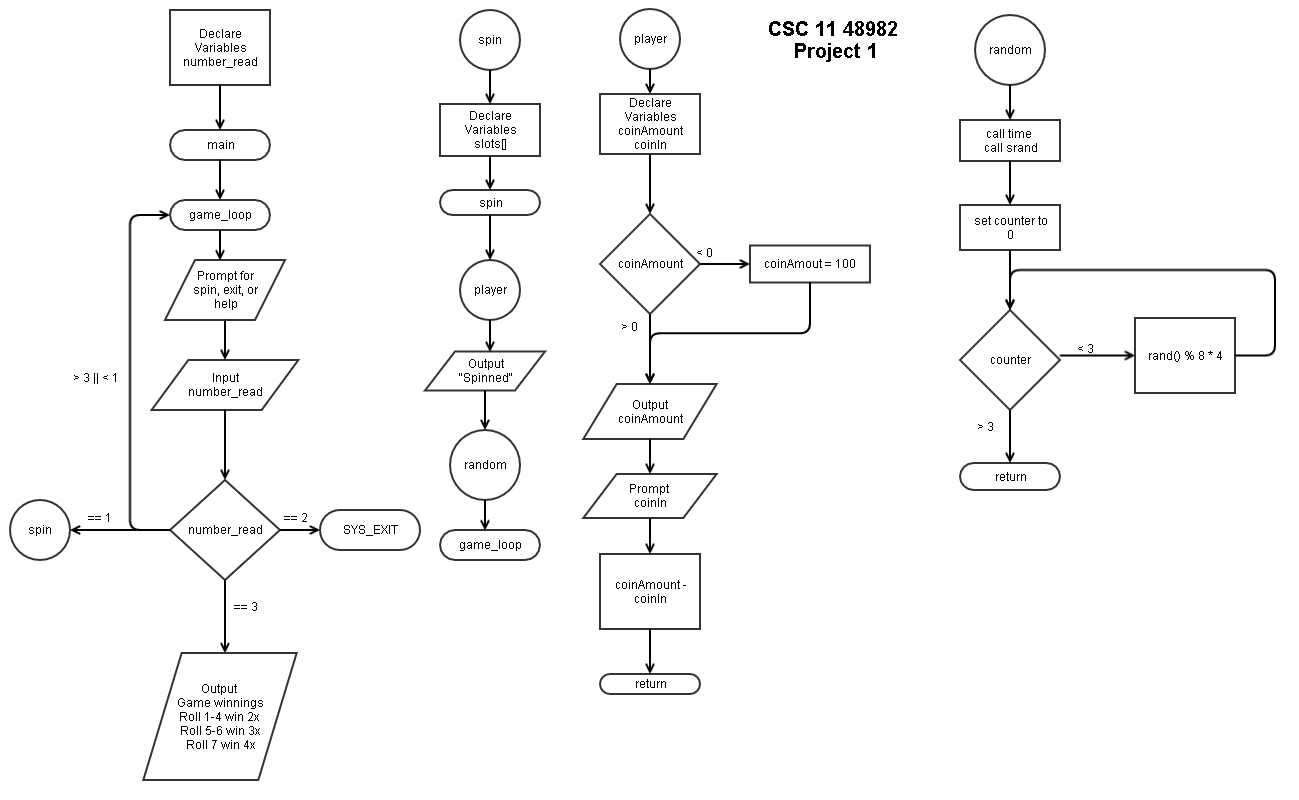 CSC 11 48982
Project 1
Declare
Variables
number_read
main
game_loop
Prompt for
spin, exit, or
help
Input
number_read
> 3 || < 1
number_read
== 1
spin
== 2
SYS_EXIT
== 3
Output
Game winnings
Roll 1-4 win 2x
Roll 5-6 win 3x
Roll 7 win 4x
spin
Declare
Variables
slots[]
spin
player
Output
"Spinned"
random
game_loop
player
Declare
Variables
coinAmount
coinIn
coinAmount
< 0
coinAmout = 100
> 0
Output
coinAmount
Prompt
coinIn
coinAmount -
coinIn
return
random
call time
call srand
set counter to
0
counter
< 3
rand() % 8 * 4
> 3
return